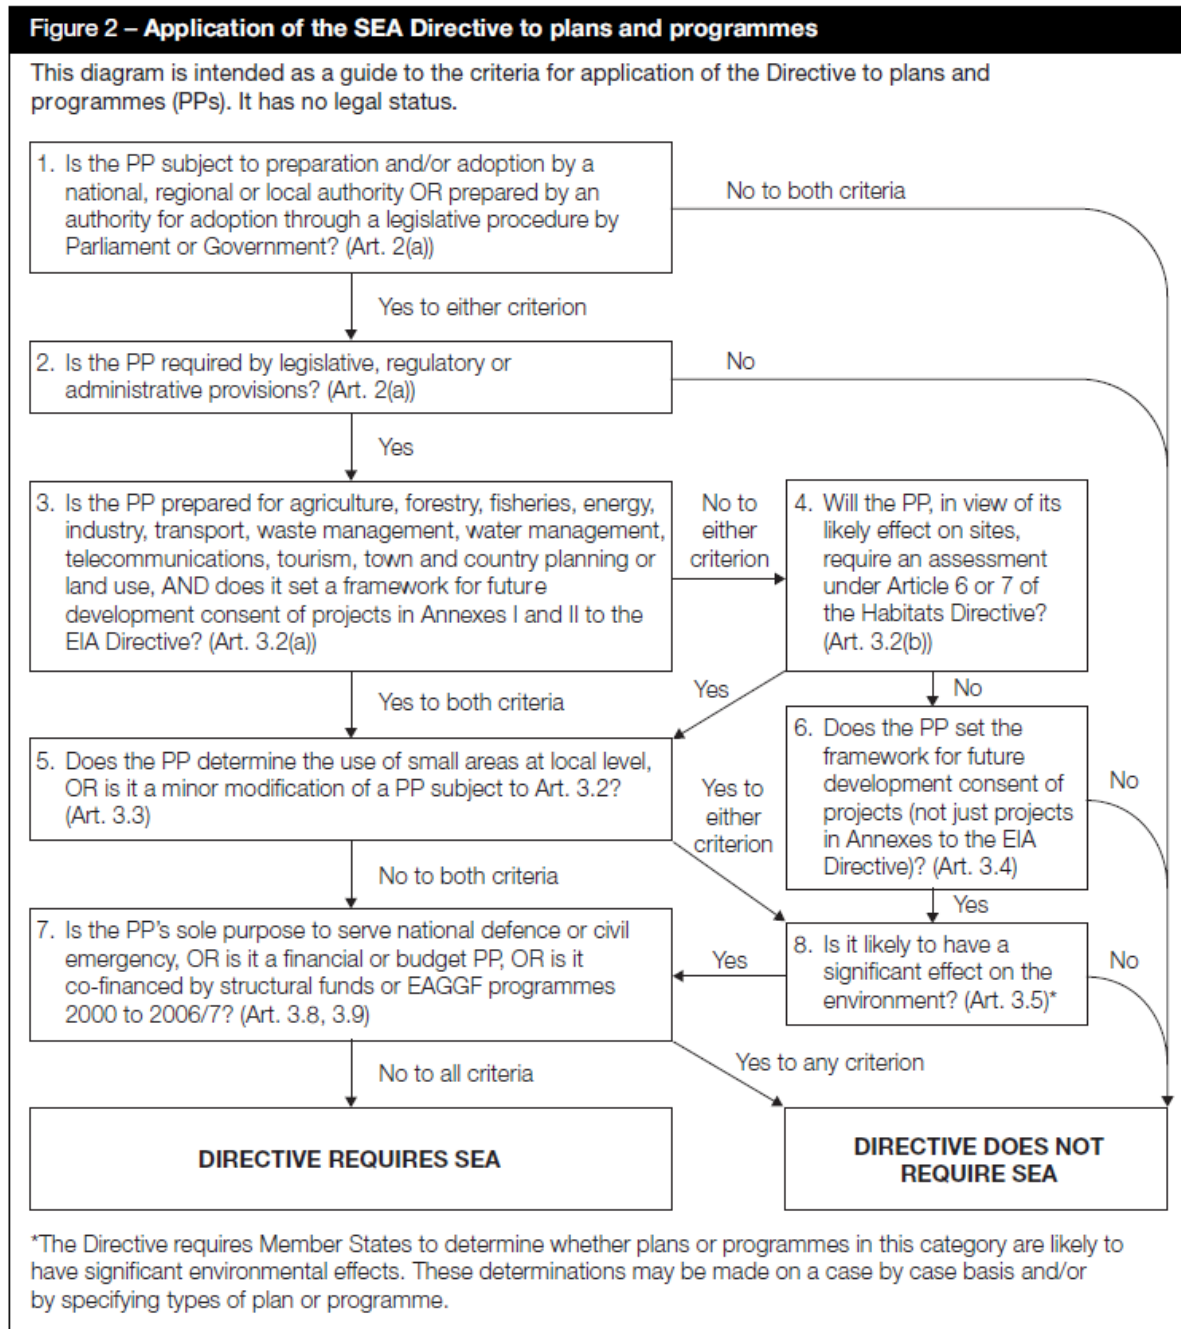 Figure 2 – Application of the SEA Directive to plans and programmes
This diagram is intended as a guide to the criteria for application of the Directive to plans and
programmes (PPs). It has no legal status.
1. Is the PP subject to preparation and/or adoption by a
national, regional or local authority OR prepared by an
authority for adoption through a legislative procedure by
Parliament or Government? (Art. 2(a))
No to both criteria
Yes to either criterion
2. Is the PP required by legislative, regulatory or
administrative provisions? (Art. 2(a))
No
Yes
3. Is the PP prepared for agriculture, forestry, fisheries, energy,
industry, transport, waste management, water management,
telecommunications, tourism, town and country planning or
land use, AND does it set a framework for future
development consent of projects in Annexes I and II to the
EIA Directive? (Art. 3.2(a))
No to
either
criterion
4. Will the PP, in view of its
likely effect on sites,
require an assessment
under Article 6 or 7 of
the Habitats Directive?
(Art. 3.2(b))
Yes to both criteria
Yes
No
5. Does the PP determine the use of small areas at local level,
OR is it a minor modification of a PP subject to Art. 3.2?
(Art. 3.3)
Yes to
either
criterion
6. Does the PP set the
framework for future
development consent of
projects (not just projects
in Annexes to the EIA
Directive)? (Art. 3.4)
No
No to both criteria
Yes
7. Is the PP's sole purpose to serve national defence or civil
emergency, OR is it a financial or budget PP, OR is it
co-financed by structural funds or EAGGF programmes
2000 to 2006/7? (Art. 3.8, 3.9)
Yes
8. Is it likely to have a
significant effect on the
environment? (Art. 3.5)*
No
No to all criteria
Yes to any criterion
DIRECTIVE REQUIRES SEA
DIRECTIVE DOES NOT
REQUIRE SEA
*The Directive requires Member States to determine whether plans or programmes in this category are likely to
have significant environmental effects. These determinations may be made on a case by case basis and/or
by specifying types of plan or programme.